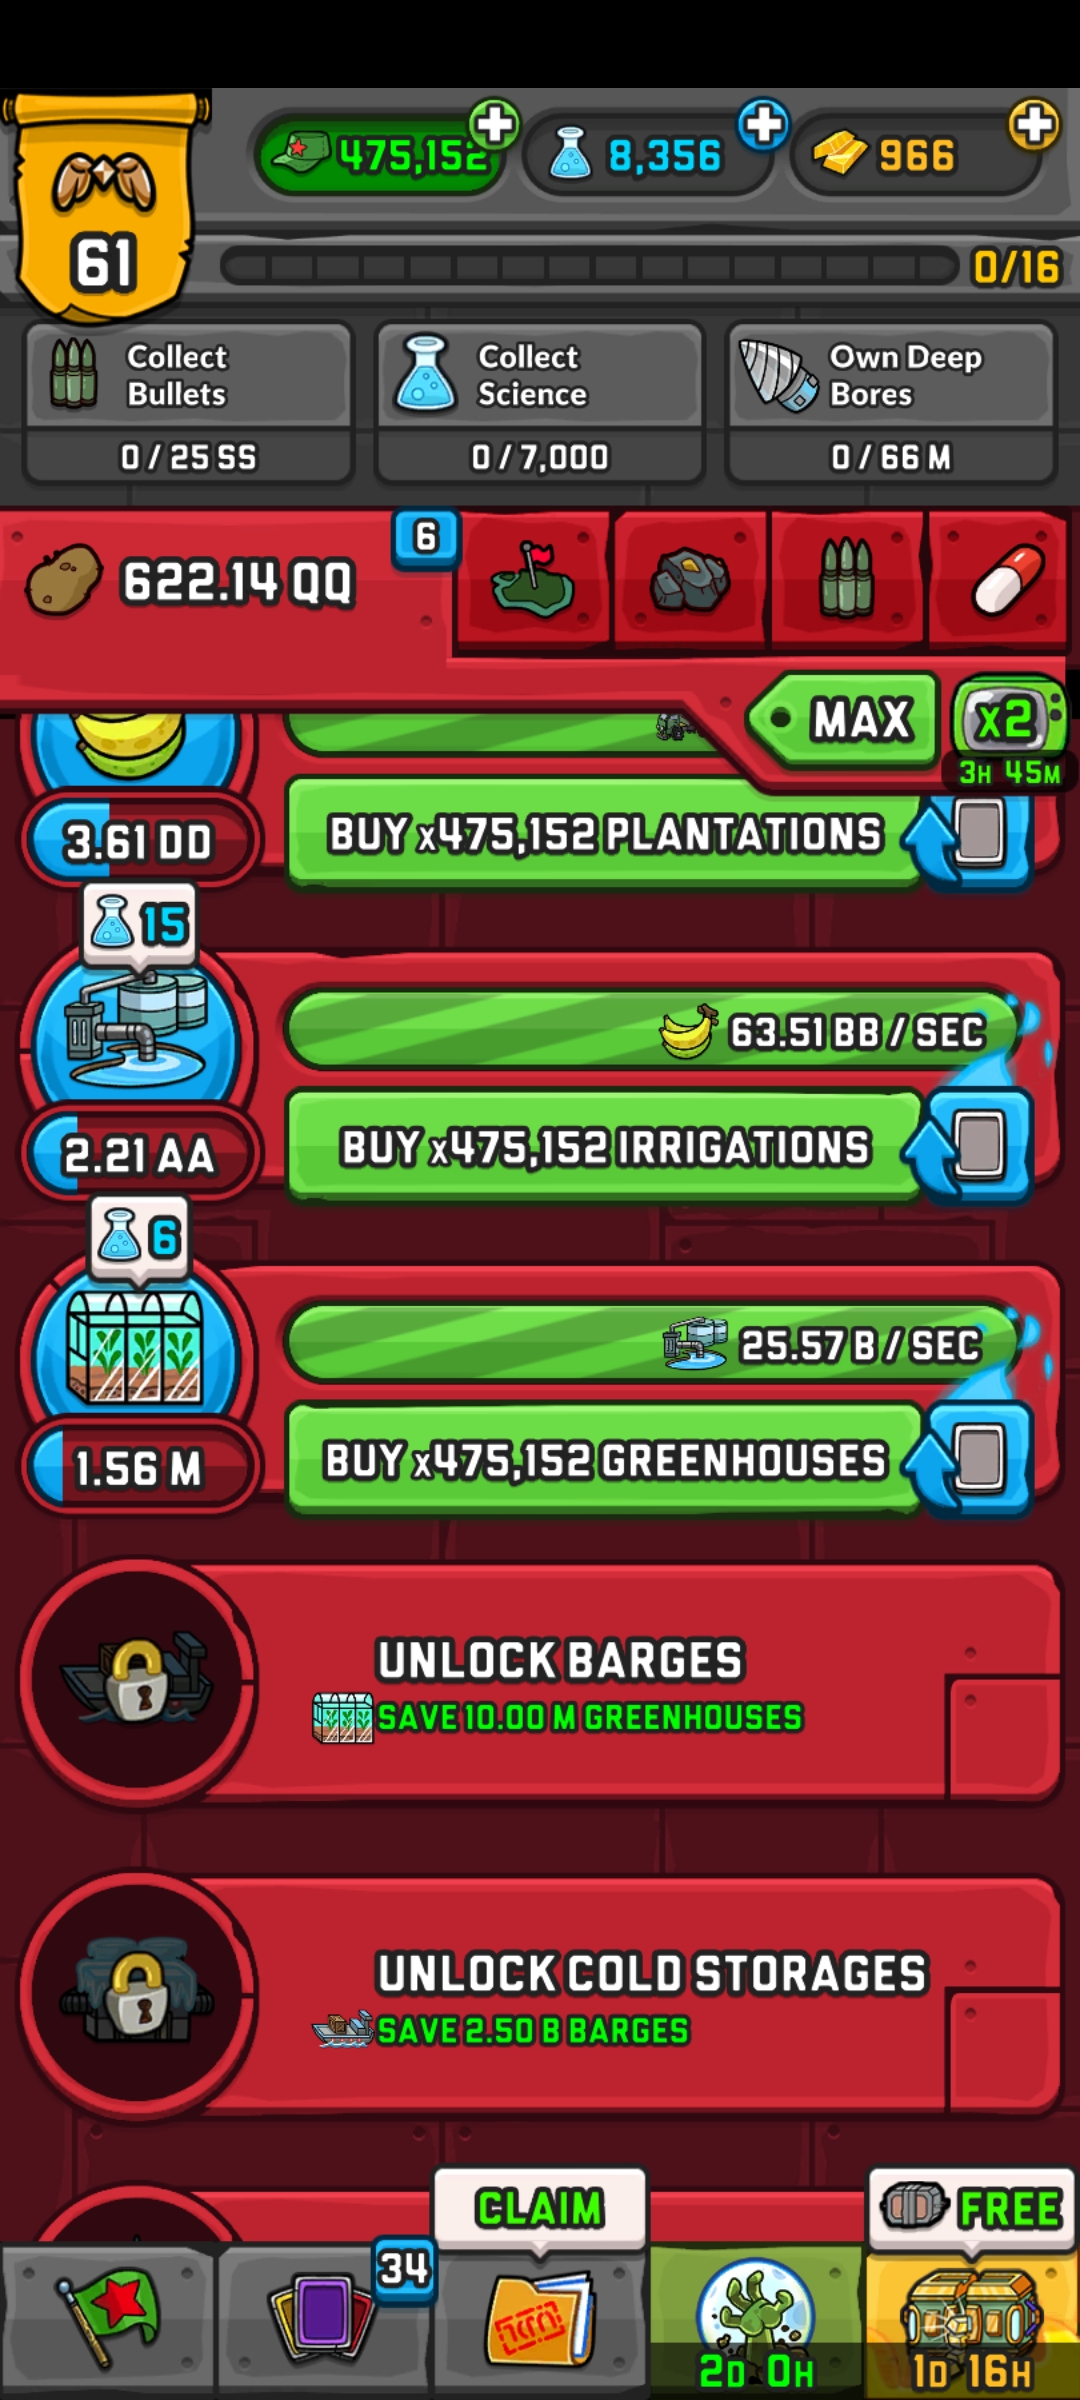 475,152
8,356
966
61
0/16
Collect
Bullets
0 / 25 SS
Collect
Science
0 / 7,000
Own Deep
Bores
0 / 66 M
622.14 QQ
6
MAX
x2
3H 45M
3.61 DD
BUY x475,152 PLANTATIONS
15
63.51 BB / SEC
2.21 AA
BUY x475,152 IRRIGATIONS
6
25.57 B / SEC
1.56 M
BUY x475,152 GREENHOUSES
UNLOCK BARGES
SAVE 10.00 M GREENHOUSES
UNLOCK COLD STORAGES
SAVE 2.50 B BARGES
CLAIM
FREE
34
2D 0H
1D 16H